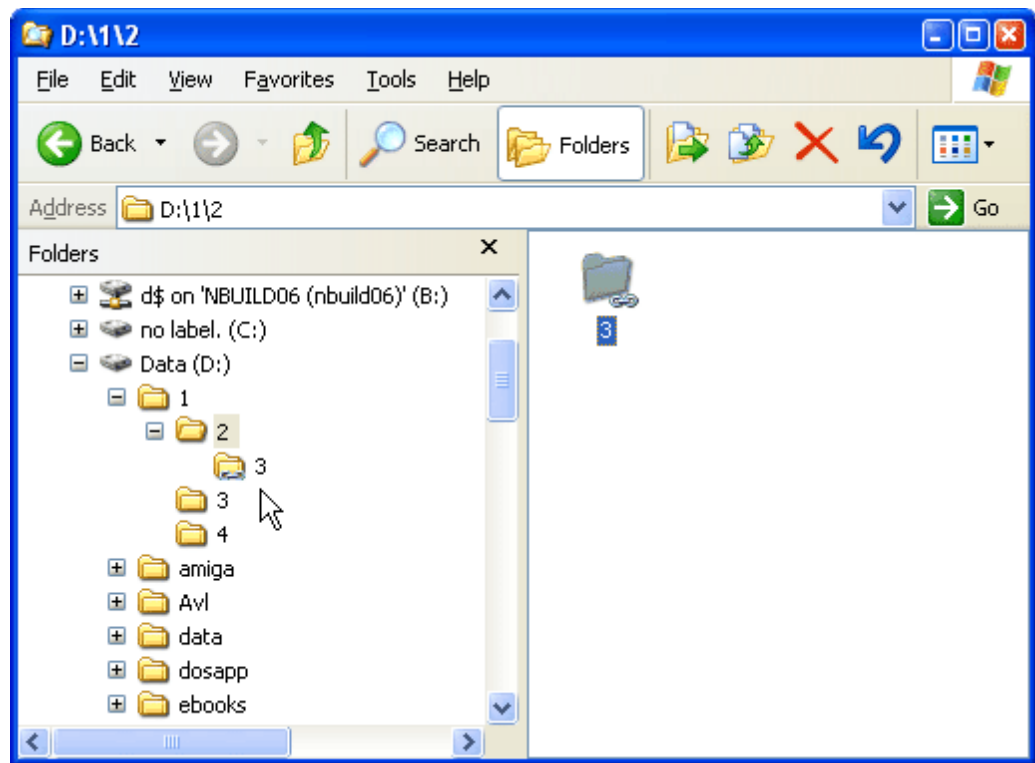 D:\1\2
File Edit View Favorites Tools Help
Back Search Folders
Address D:\1\2 Go
Folders
d$ on 'NBUILD06 (nbuild06)' (B:)
no label. (C:)
Data (D:)
1
2
3
3
4
amiga
Avl
data
dosapp
ebooks
3